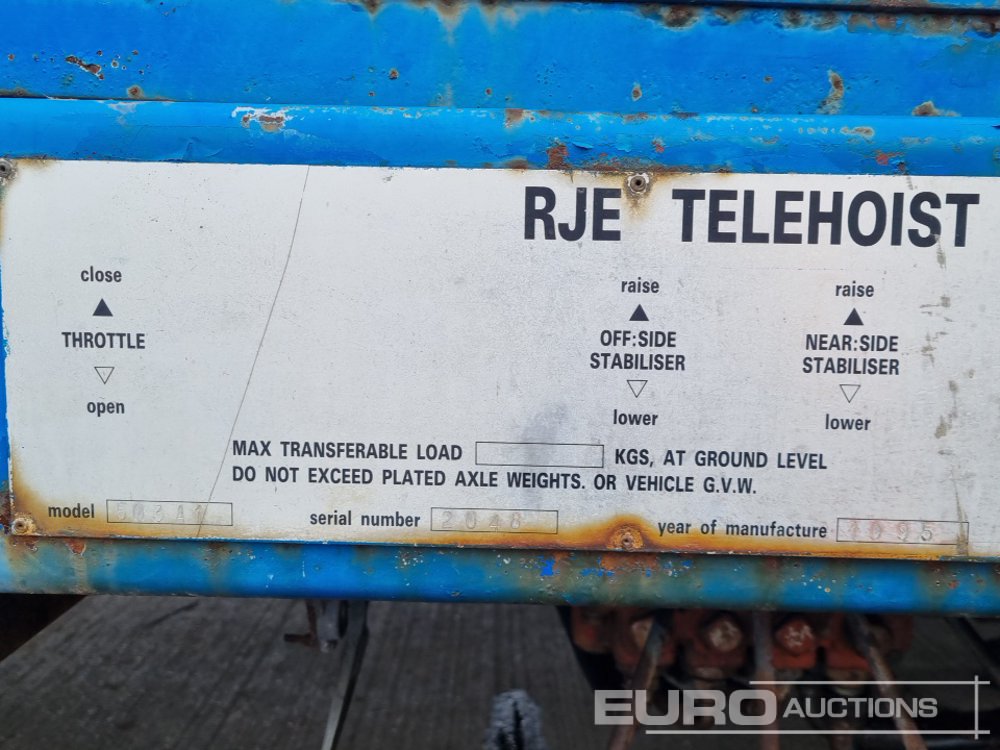 RJE TELEHOIST
close
THROTTLE
open
raise
OFF:SIDE
STABILISER
lower
raise
NEAR:SIDE
STABILISER
lower
MAX TRANSFERABLE LOAD KGS, AT GROUND LEVEL
DO NOT EXCEED PLATED AXLE WEIGHTS. OR VEHICLE G.V.W.
model
serial number 2048
year of manufacture 1995
EURO AUCTIONS